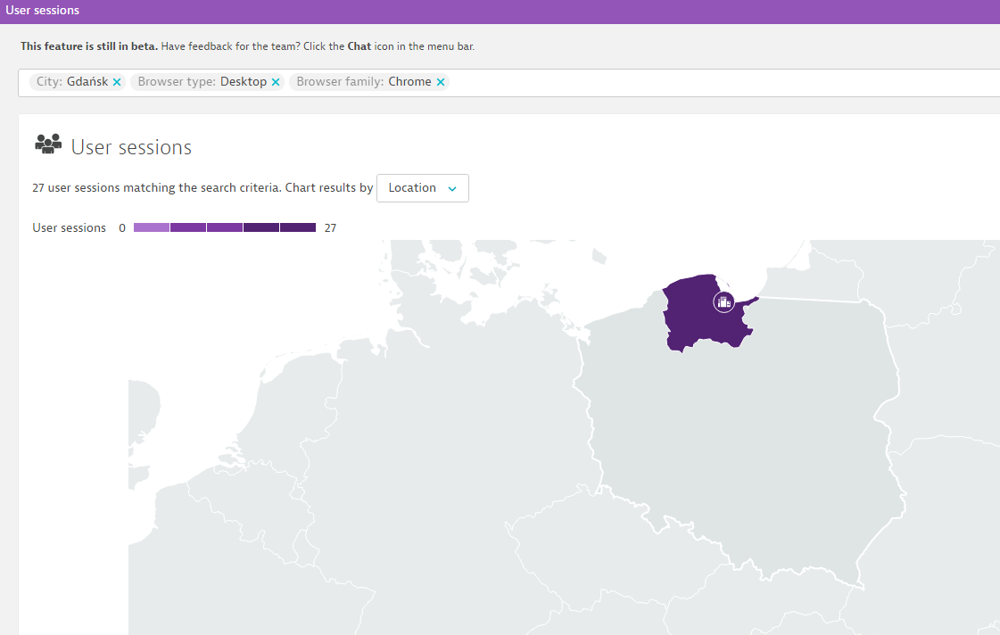 User sessions
This feature is still in beta. Have feedback for the team? Click the Chat icon in the menu bar.
City: Gdańsk × Browser type: Desktop × Browser family: Chrome ×
User sessions
27 user sessions matching the search criteria. Chart results by Location
User sessions 0 27